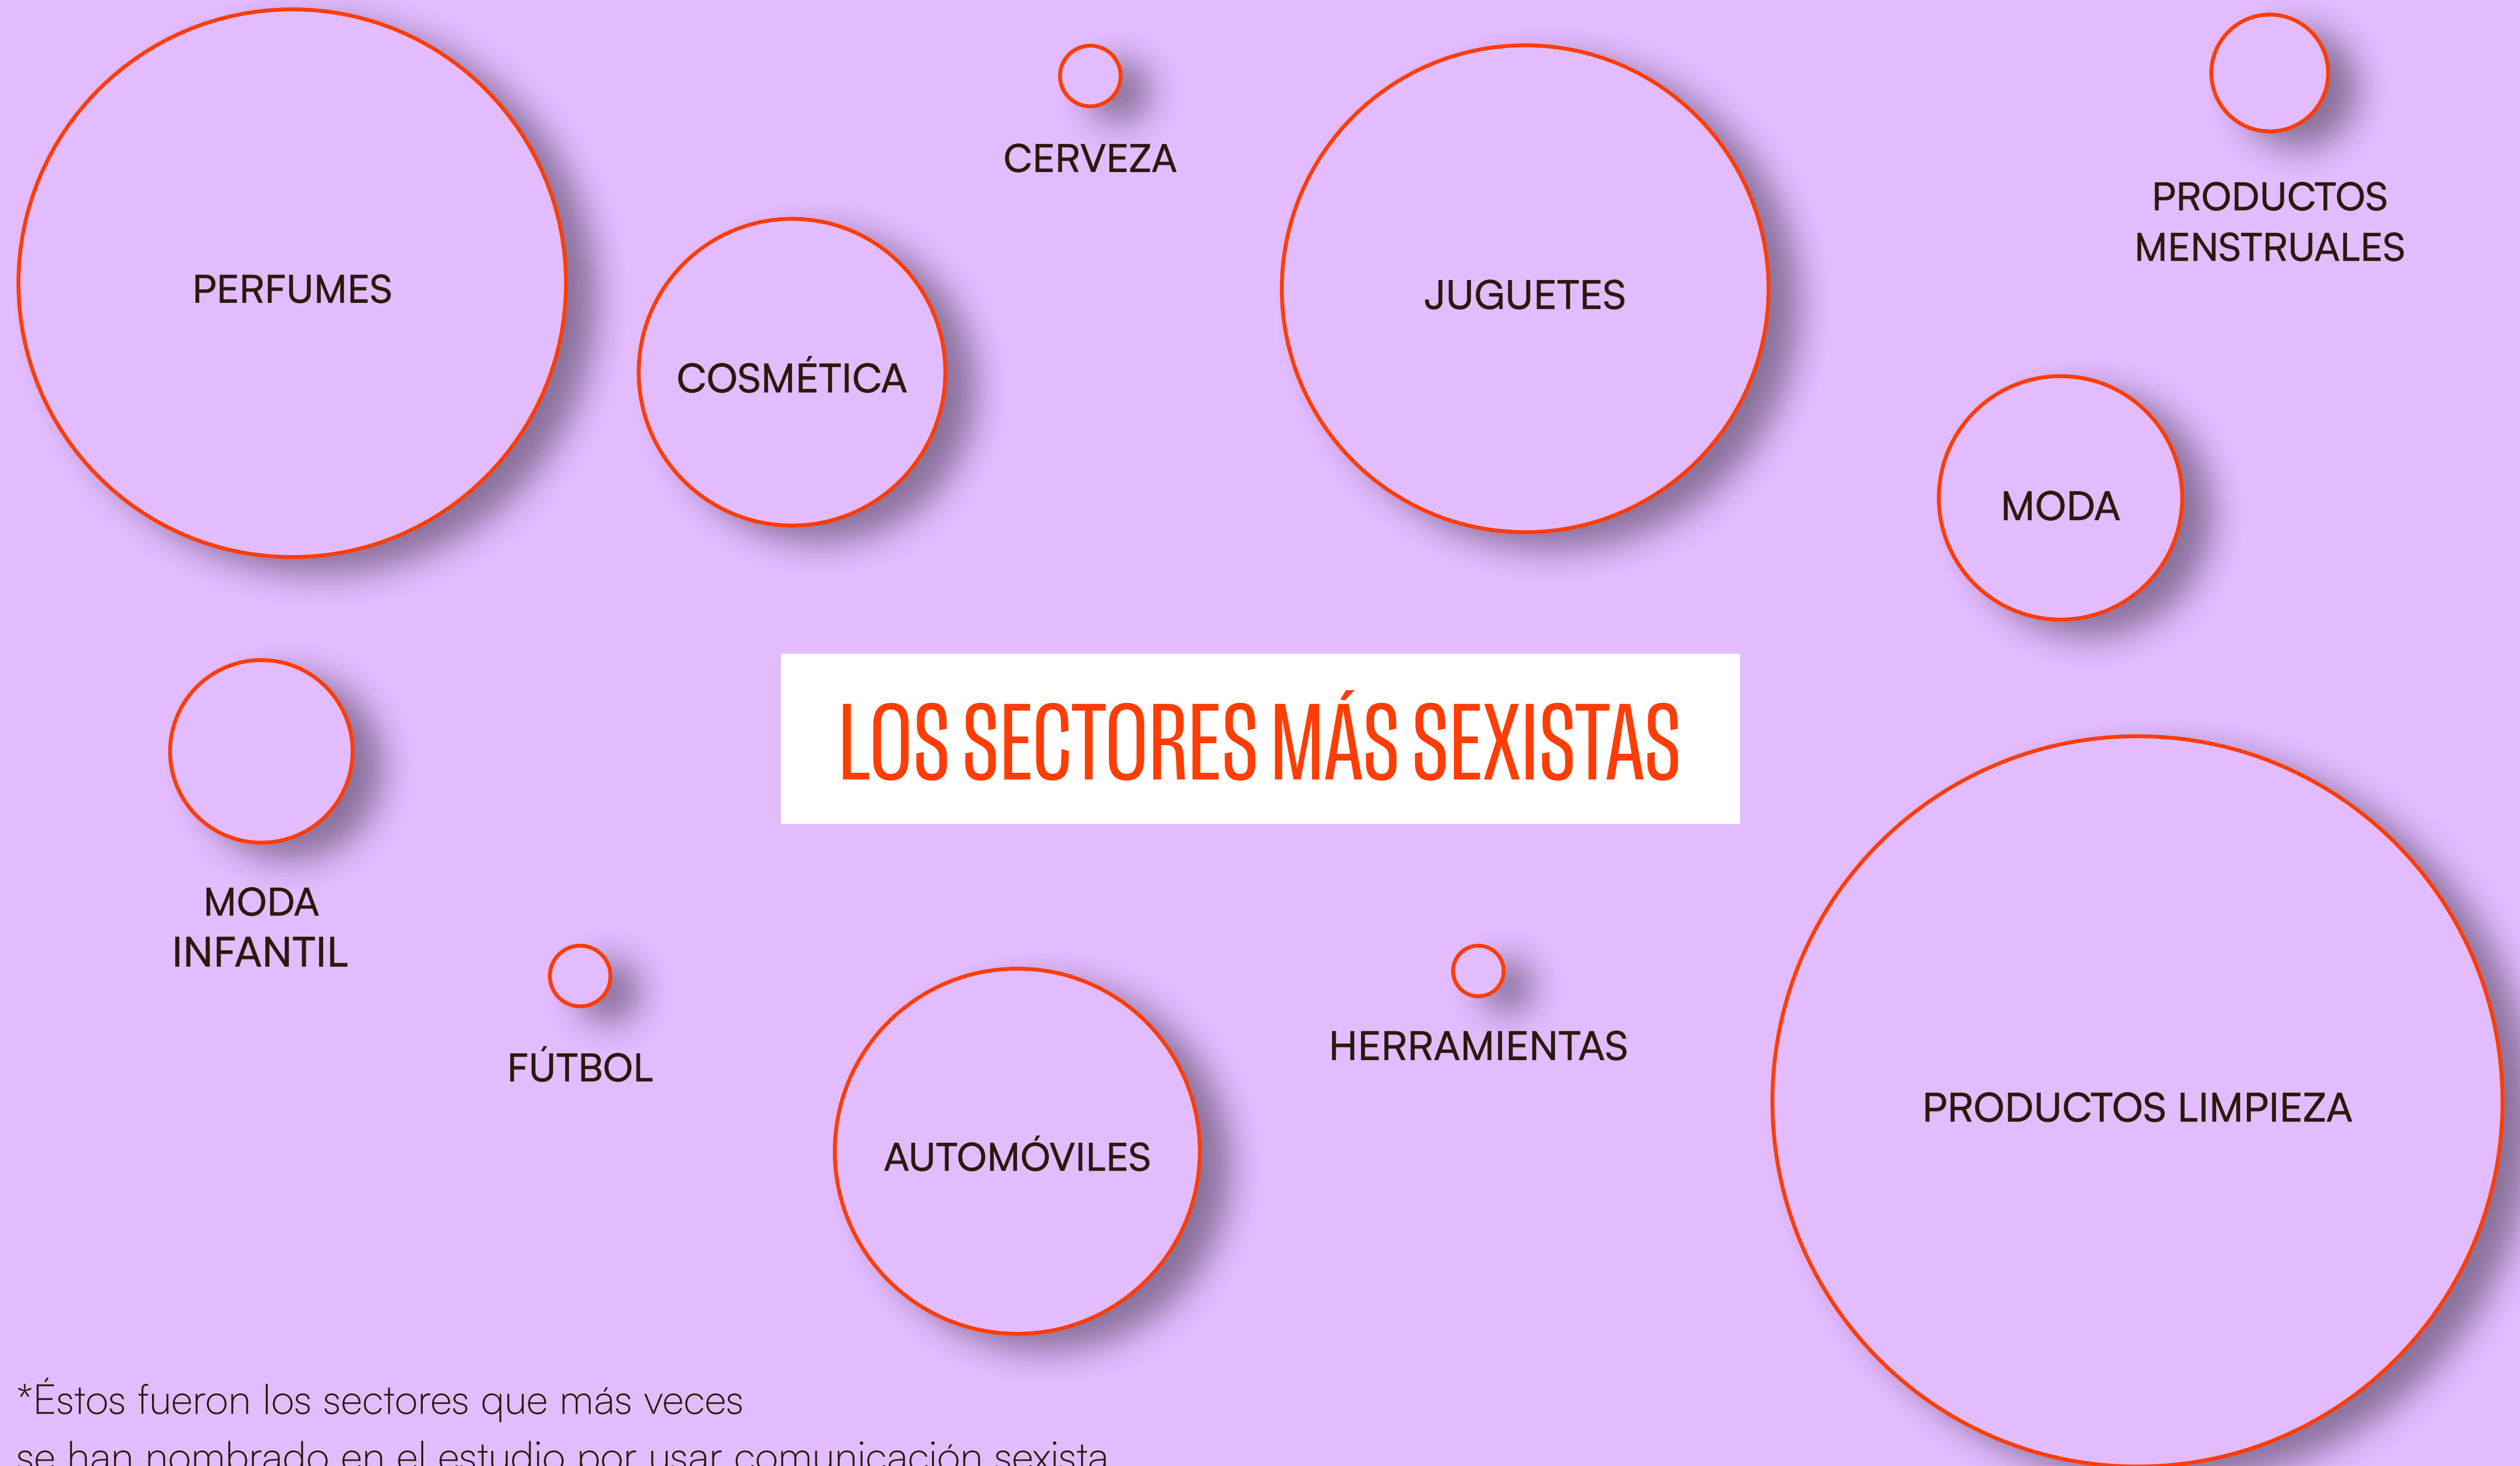 CERVEZA
PRODUCTOS
MENSTRUALES
PERFUMES
COSMÉTICA
JUGUETES
MODA
LOS SECTORES MÁS SEXISTAS
MODA
INFANTIL
FÚTBOL
HERRAMIENTAS
AUTOMÓVILES
PRODUCTOS LIMPIEZA
*Éstos fueron los sectores que más veces
se han nombrado en el estudio por usar comunicación sexista